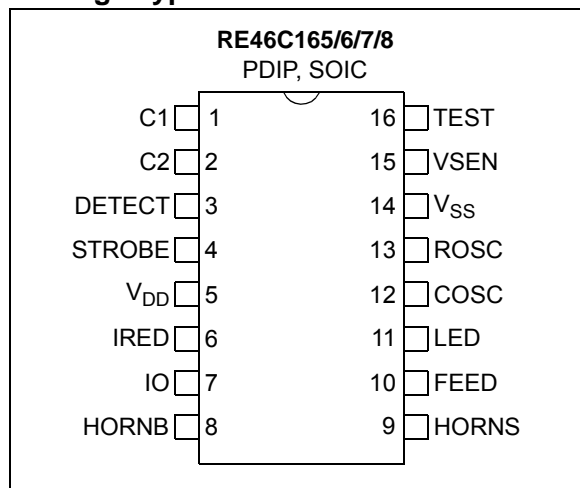 RE46C165/6/7/8
PDIP, SOIC
C1 1 16 TEST
C2 2 15 VSEN
DETECT 3 14 VSS
STROBE 4 13 ROSC
VDD 5 12 COSC
IRED 6 11 LED
IO 7 10 FEED
HORNB 8 9 HORNS